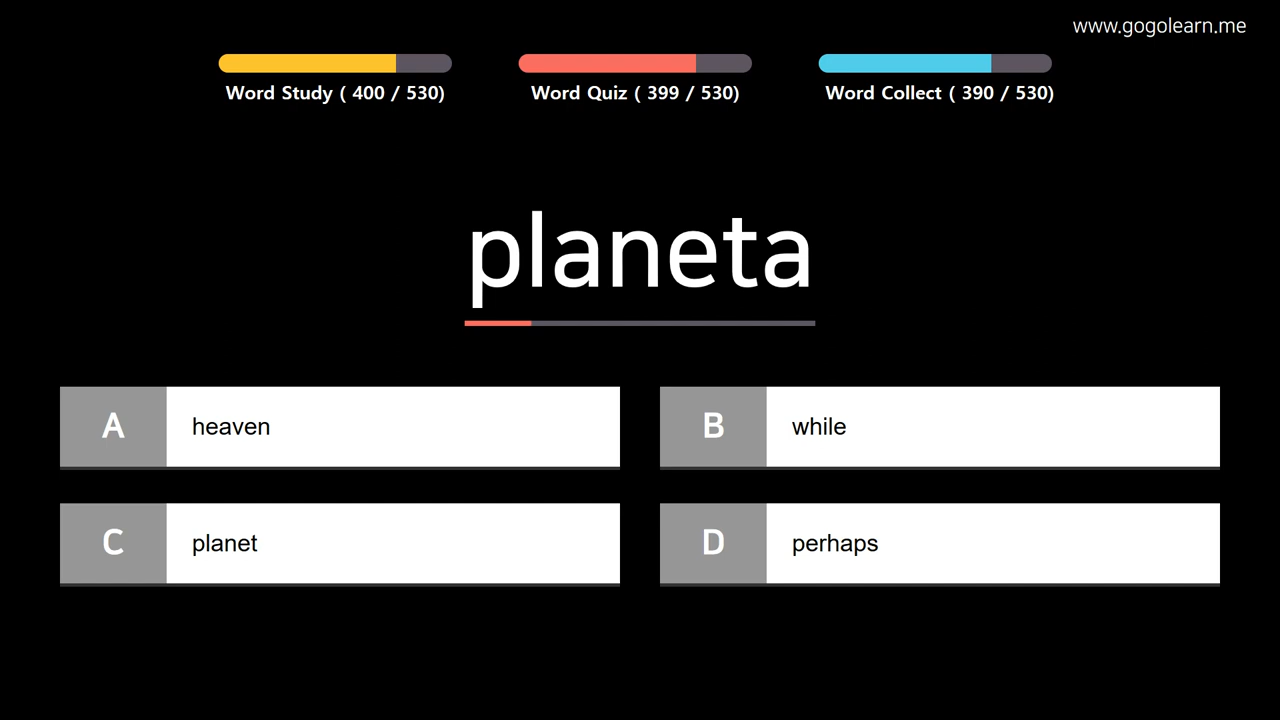 www.gogolearn.me
Word Study ( 400 / 530)
Word Quiz ( 399 / 530)
Word Collect ( 390 / 530)
planeta
A heaven
B while
C planet
D perhaps